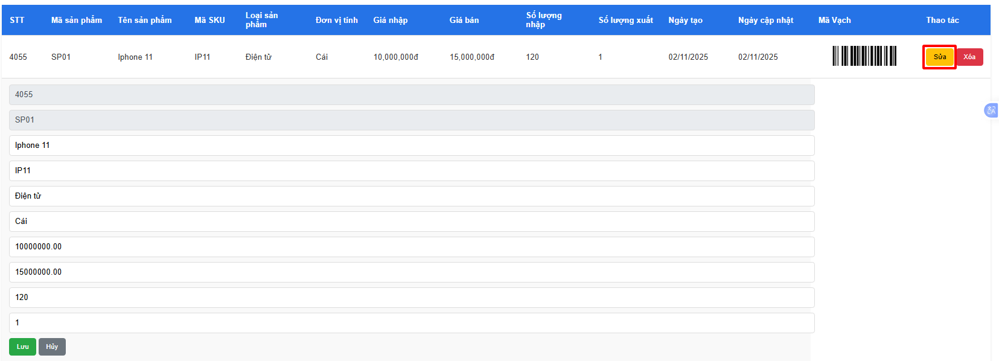 STT Mã sản phẩm Tên sản phẩm Mã SKU Loại sản phẩm Đơn vị tính Giá nhập Giá bán Số lượng nhập Số lượng xuất Ngày tạo Ngày cập nhật Mã Vạch Thao tác
4055 SP01 Iphone 11 IP11 Điện tử Cái 10,000,000đ 15,000,000đ 120 1 02/11/2025 02/11/2025 Sửa Xóa
4055
SP01
Iphone 11
IP11
Điện tử
Cái
10000000.00
15000000.00
120
1
Lưu Hủy